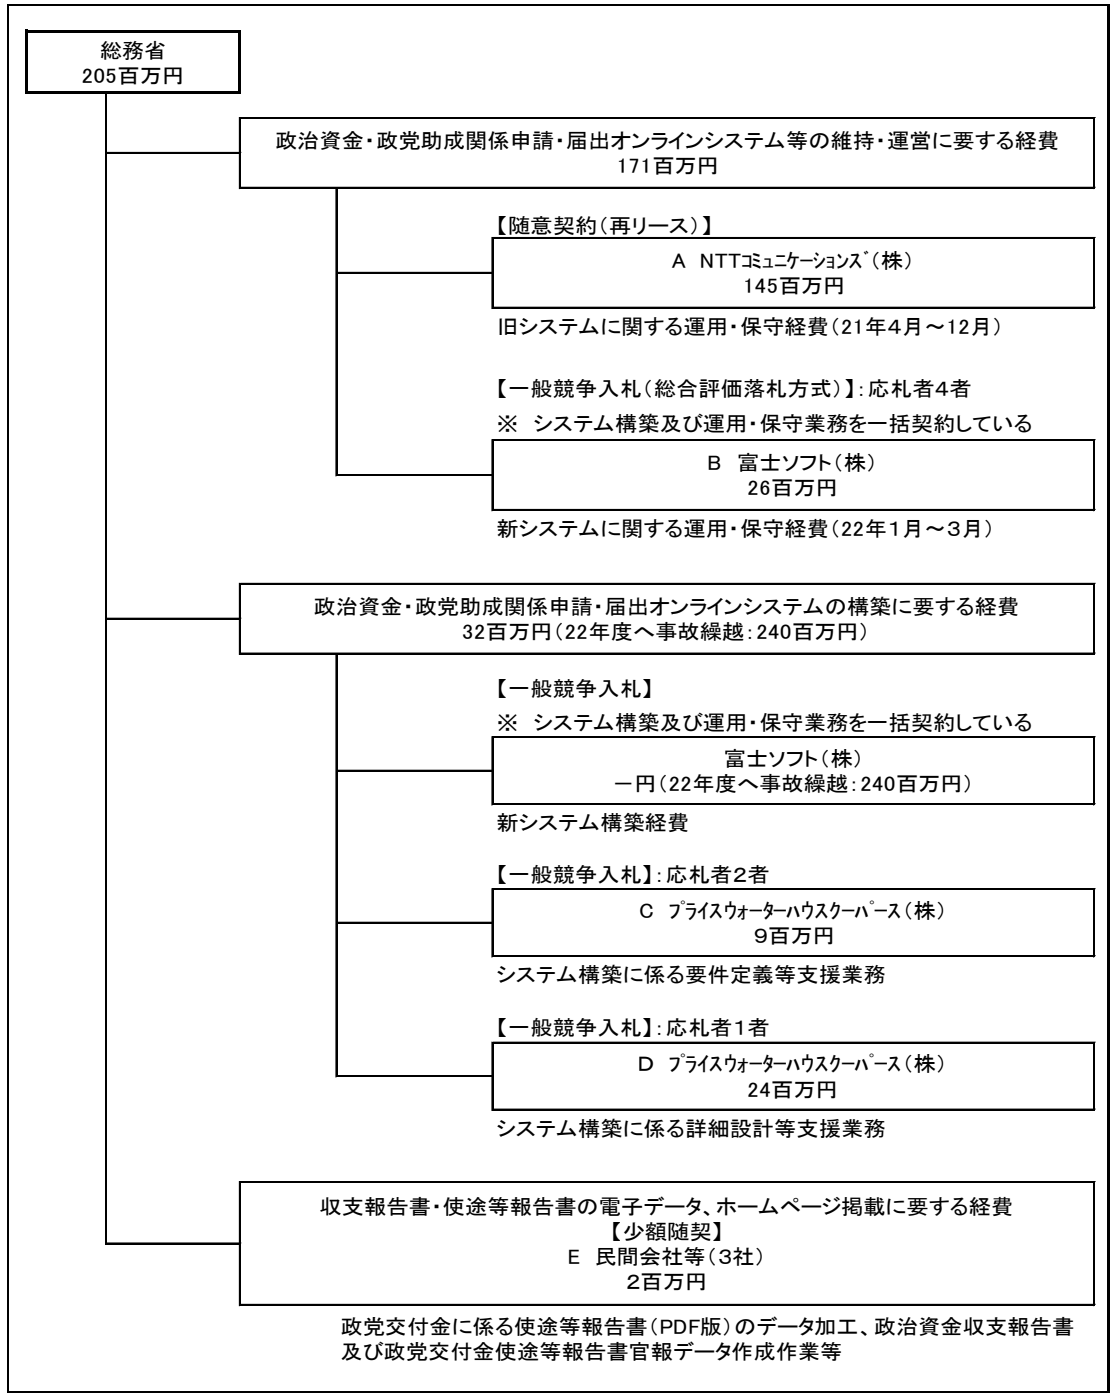 総務省
205百万円
政治資金・政党助成関係申請・届出オンラインシステム等の維持・運営に要する経費
171百万円
【随意契約（再リース）】
A　NTTｺﾐｭﾆｹｰｼｮﾝｽﾞ（株）
145百万円
旧システムに関する運用・保守経費（21年４月～12月）
【一般競争入札（総合評価落札方式）】：応札者４者
※　システム構築及び運用・保守業務を一括契約している
B　富士ソフト（株）
26百万円
新システムに関する運用・保守経費（22年１月～３月）
政治資金・政党助成関係申請・届出オンラインシステムの構築に要する経費
32百万円（22年度へ事故繰越：240百万円）
【一般競争入札】
※　システム構築及び運用・保守業務を一括契約している
富士ソフト（株）
－円（22年度へ事故繰越：240百万円）
新システム構築経費
【一般競争入札】：応札者２者
C　ﾌﾟﾗｲｽｳｫｰﾀｰﾊｳｽｸｰﾊﾟｰｽ（株）
９百万円
システム構築に係る要件定義等支援業務
【一般競争入札】：応札者１者
D　ﾌﾟﾗｲｽｳｫｰﾀｰﾊｳｽｸｰﾊﾟｰｽ（株）
24百万円
システム構築に係る詳細設計等支援業務
収支報告書・使途等報告書の電子データ、ホームページ掲載に要する経費
【少額随契】
E　民間会社等（３社）
２百万円
政党交付金に係る使途等報告書（PDF版）のデータ加工、政治資金収支報告書
及び政党交付金使途等報告書官報データ作成作業等